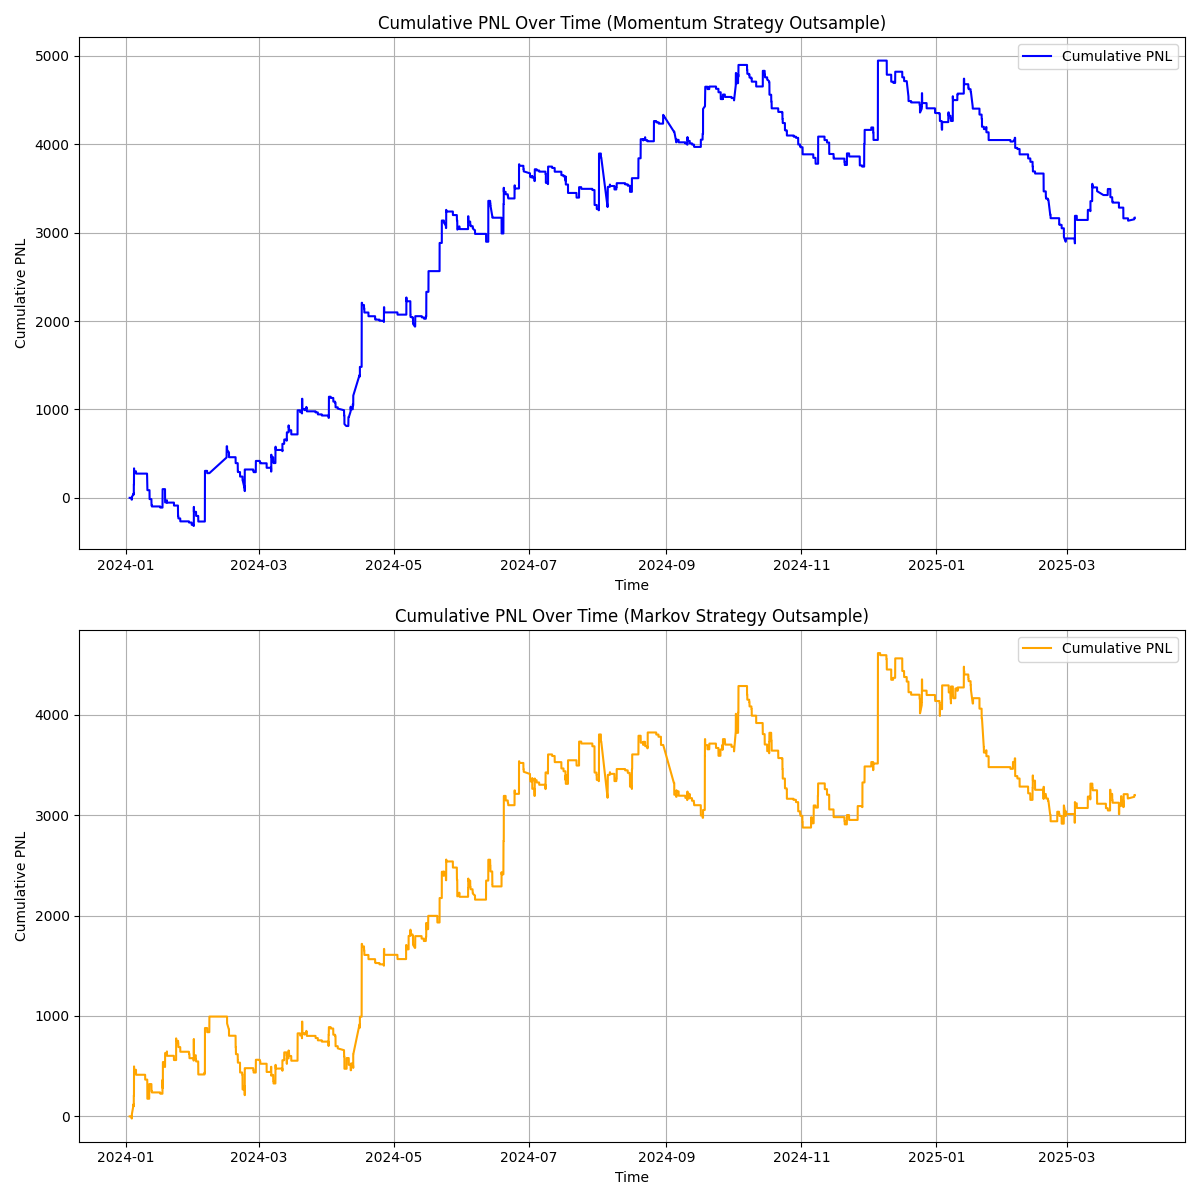 Cumulative PNL Over Time (Momentum Strategy Outsample)
Cumulative PNL
5000
4000
3000
2000
1000
0
Cumulative PNL
2024-01 2024-03 2024-05 2024-07 2024-09 2024-11 2025-01 2025-03
Time
Cumulative PNL Over Time (Markov Strategy Outsample)
Cumulative PNL
4000
3000
2000
1000
0
Cumulative PNL
2024-01 2024-03 2024-05 2024-07 2024-09 2024-11 2025-01 2025-03
Time